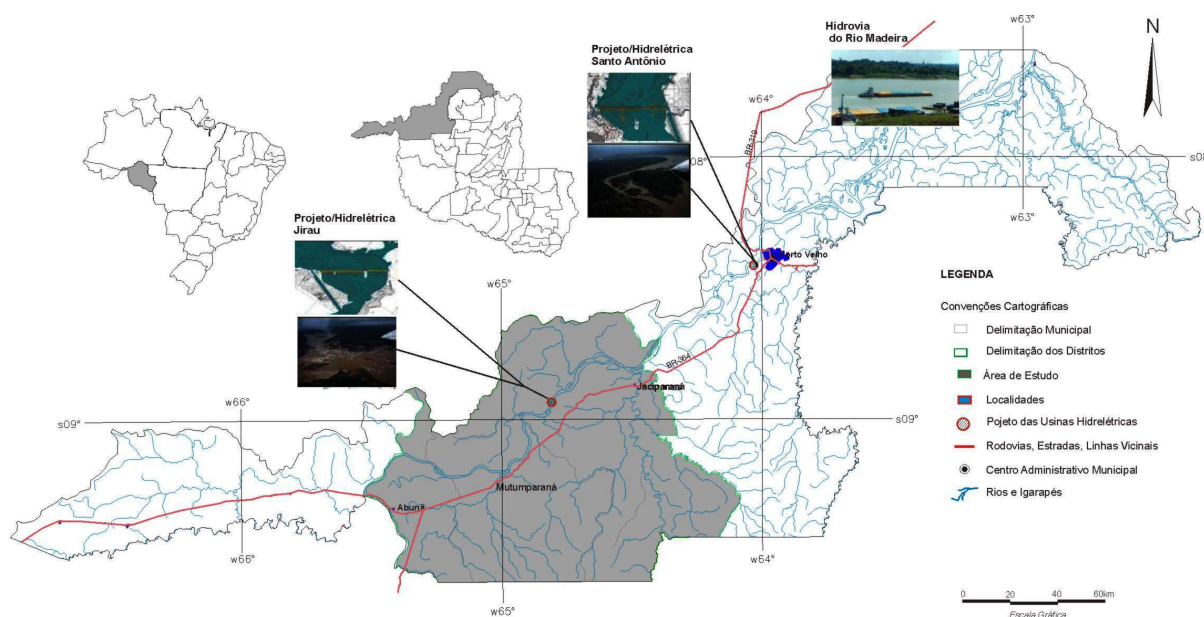 Hidrovia
do Rio Madeira
Projeto/Hidrelétrica
Santo Antônio
Projeto/Hidrelétrica
Jirau
w63°
N
w64°
BR-319
08°
s08
w63°
Porto Velho
w65°
BR-364
Jaciparaná
w66°
s09°
s09°
Mutumparaná
Abunã
w66°
w64°
w65°
LEGENDA
Convenções Cartográficas
Delimitação Municipal
Delimitação dos Distritos
Área de Estudo
Localidades
Pojeto das Usinas Hidrelétricas
Rodovias, Estradas, Linhas Vicinais
Centro Administrativo Municipal
Rios e Igarapés
0 20 40 60km
Escala Gráfica